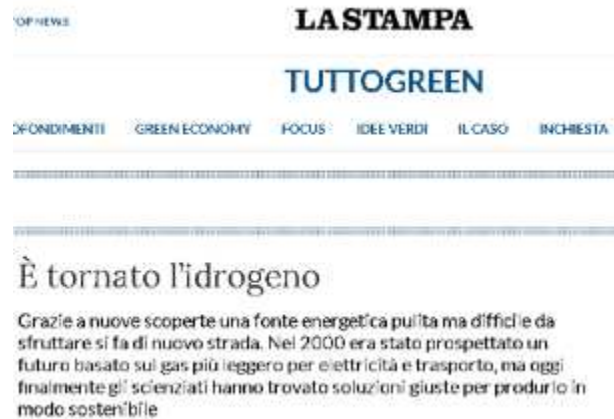 TOP NEWS
LA STAMPA
TUTTOGREEN
OFONDIMENTI GREEN ECONOMY FOCUS IDEE VERDI IL CASO INCHIESTA
È tornato l'idrogeno
Grazie a nuove scoperte una fonte energetica pulita ma difficile da
sfruttare si fa di nuovo strada. Nel 2000 era stato prospettato un
futuro basato sul gas più leggero per elettricità e trasporto, ma oggi
finalmente gli scienziati hanno trovato soluzioni giuste per produrlo in
modo sostenibile